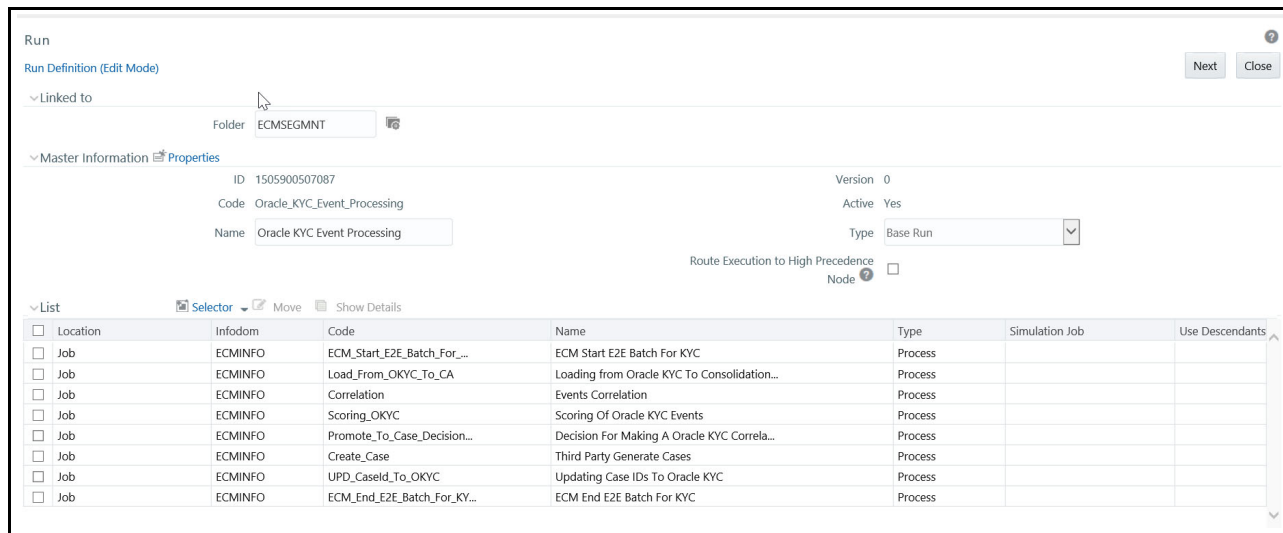 Run
Run Definition (Edit Mode)
Next Close
Linked to
Folder ECMSEGMNT
Master Information Properties
ID 1505900507087 Version 0
Code Oracle_KYC_Event_Processing Active Yes
Name Oracle KYC Event Processing Type Base Run
Route Execution to High Precedence
Node
List Selector Move Show Details
Location Infodom Code Name Type Simulation Job Use Descendants
Job ECMINFO ECM_Start_E2E_Batch_For_... ECM Start E2E Batch For KYC Process
Job ECMINFO Load_From_OKYC_To_CA Loading from Oracle KYC To Consolidation... Process
Job ECMINFO Correlation Events Correlation Process
Job ECMINFO Scoring_OKYC Scoring Of Oracle KYC Events Process
Job ECMINFO Promote_To_Case_Decision... Decision For Making A Oracle KYC Correla... Process
Job ECMINFO Create_Case Third Party Generate Cases Process
Job ECMINFO UPD_CaseId_To_OKYC Updating Case IDs To Oracle KYC Process
Job ECMINFO ECM_End_E2E_Batch_For_KY... ECM End E2E Batch For KYC Process